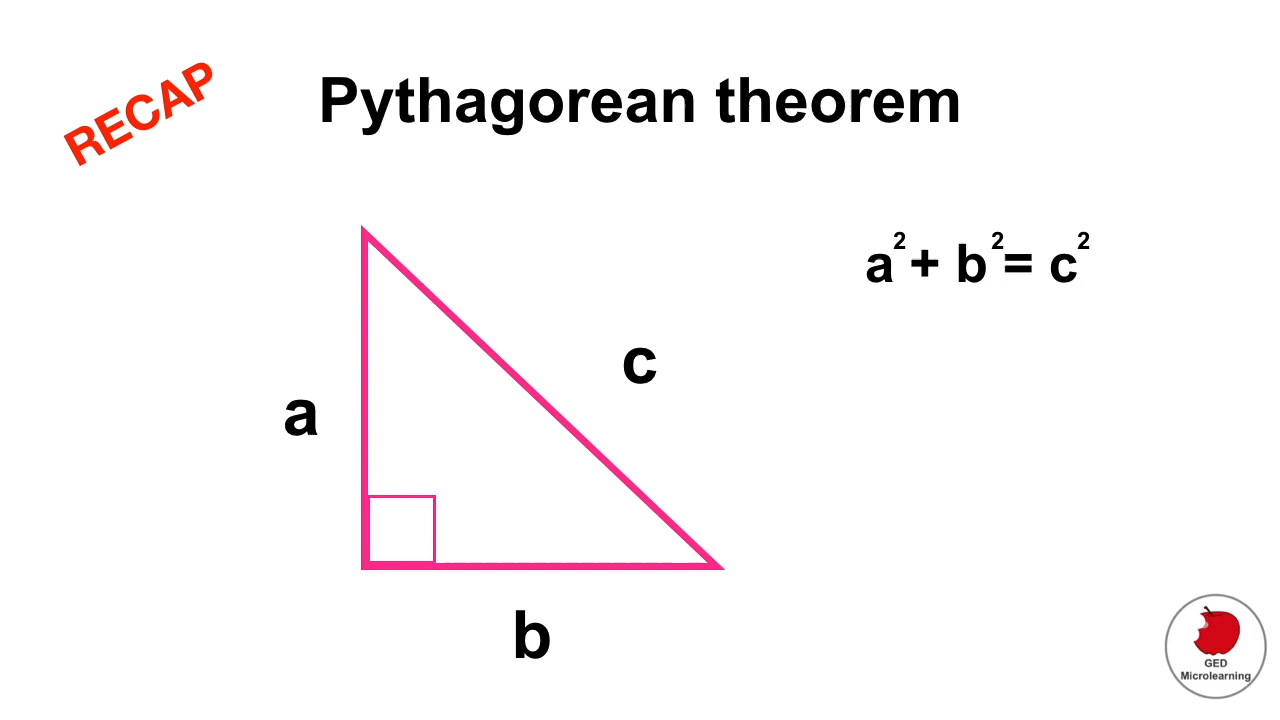 RECAP
Pythagorean theorem
a² + b² = c²
c
a
b
GED
Microlearning